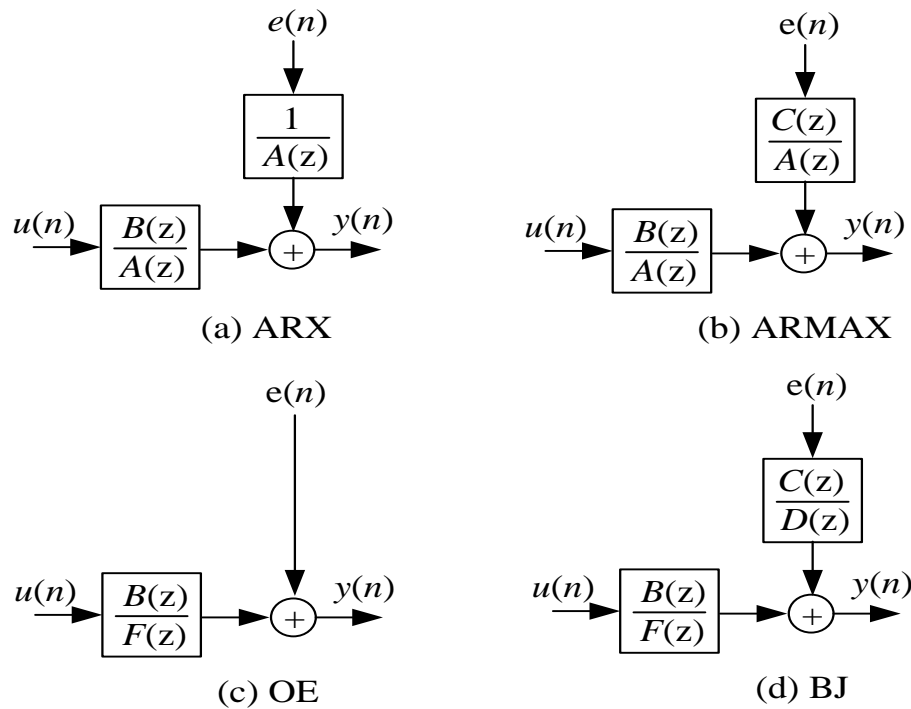 e(n)
1
A(z)
u(n)
B(z)
A(z)
+
y(n)
(a) ARX
e(n)
C(z)
A(z)
u(n)
B(z)
A(z)
+
y(n)
(b) ARMAX
e(n)
u(n)
B(z)
F(z)
+
y(n)
(c) OE
e(n)
C(z)
D(z)
u(n)
B(z)
F(z)
+
y(n)
(d) BJ